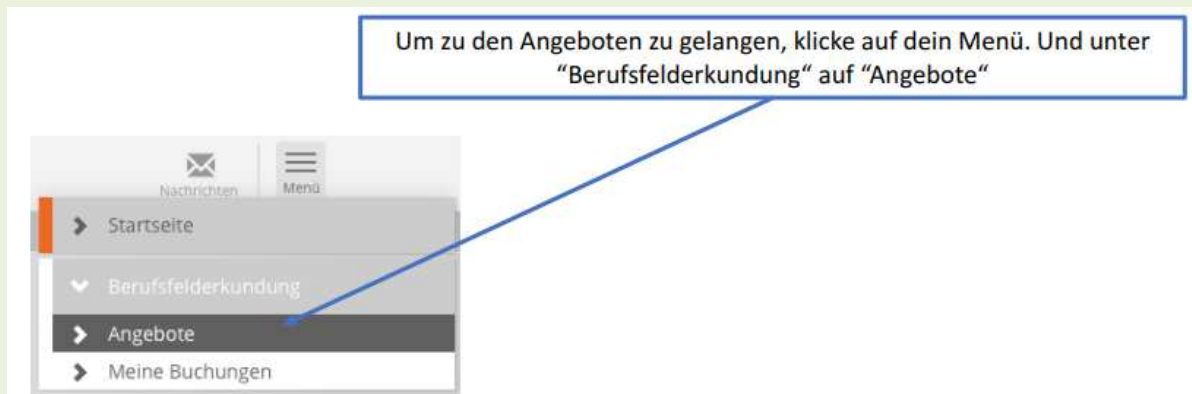 Um zu den Angeboten zu gelangen, klicke auf dein Menü. Und unter
“Berufsfelderkundung“ auf “Angebote“
Nachrichten
Menü
Startseite
Berufsfelderkundung
Angebote
Meine Buchungen